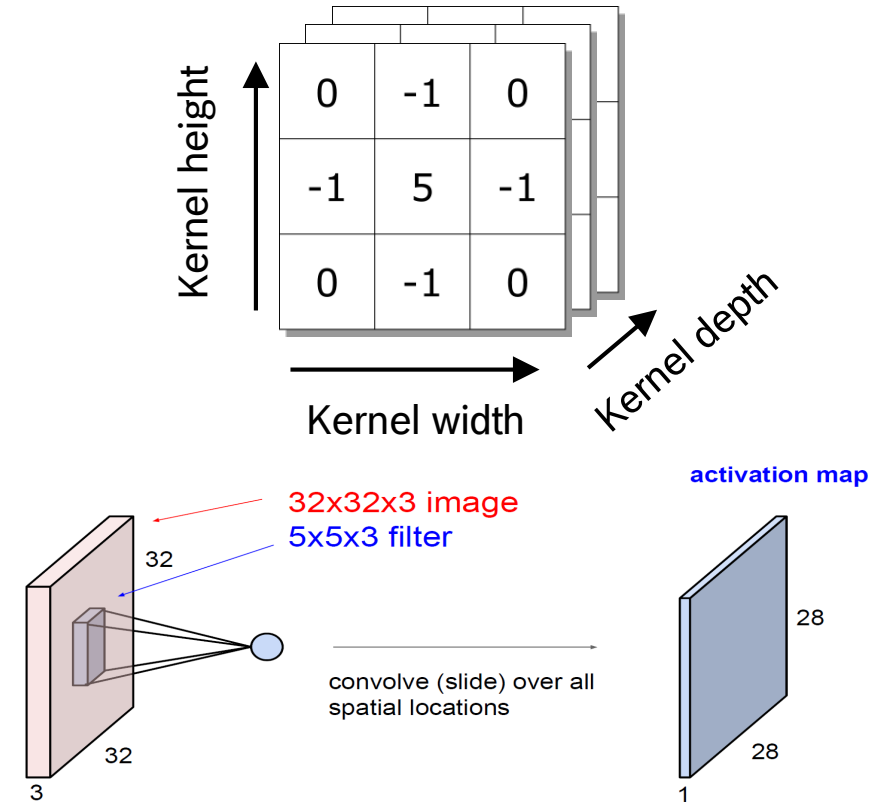 Kernel height
0 -1 0
-1 5 -1
0 -1 0
Kernel width
Kernel depth
activation map
32x32x3 image
5x5x3 filter
32
32
3
convolve (slide) over all
spatial locations
28
28
1